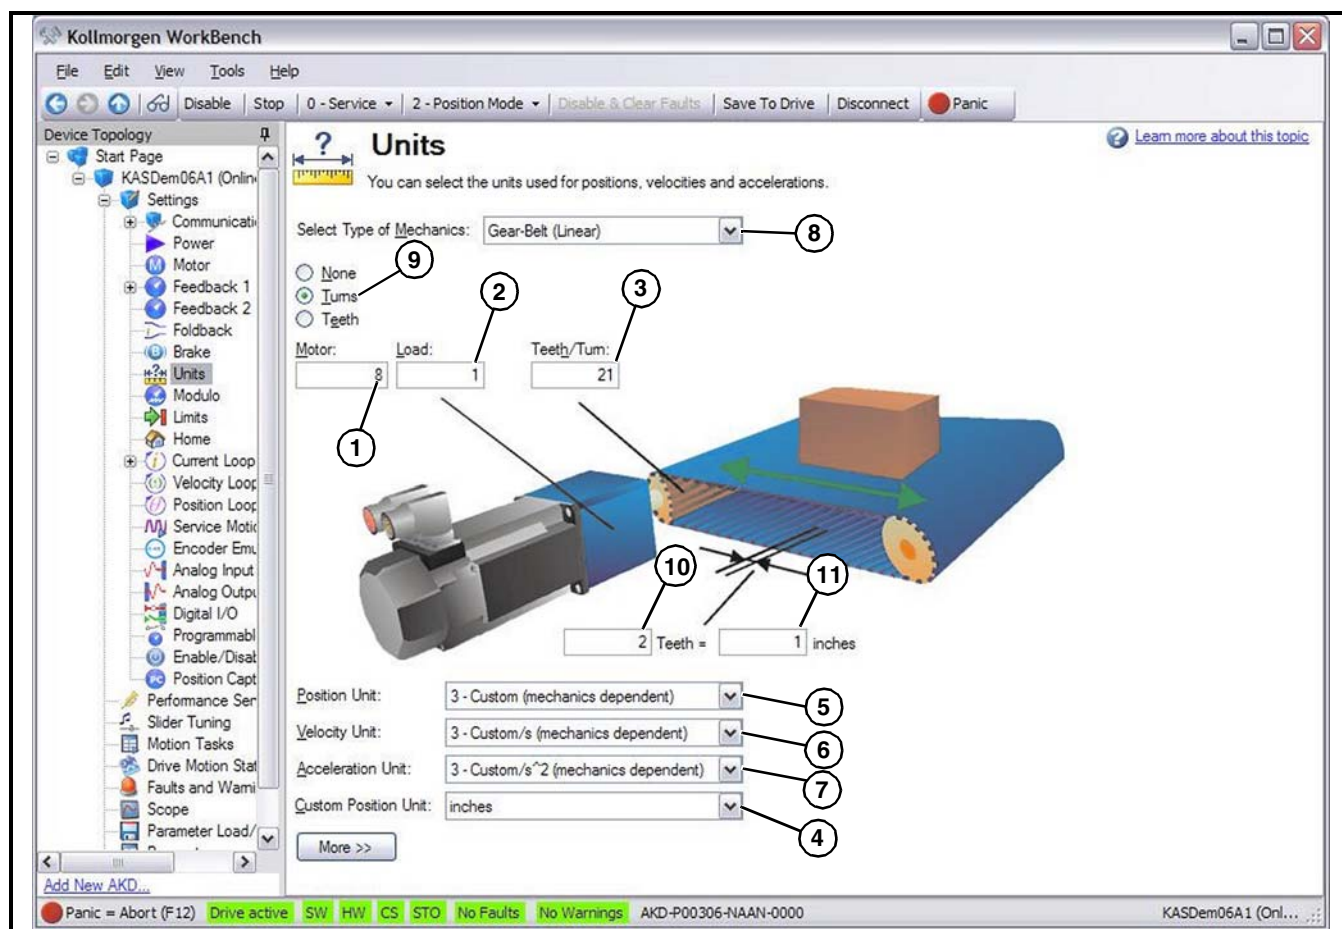 Kollmorgen WorkBench
File Edit View Tools Help
Disable Stop 0 - Service 2 - Position Mode Disable & Clear Faults Save To Drive Disconnect Panic
Device Topology
Start Page
KASDem06A1 (Onlin
Settings
Communicati
Power
Motor
Feedback 1
Feedback 2
Foldback
Brake
Units
Modulo
Limits
Home
Current Loop
Velocity Loop
Position Loop
Service Motio
Encoder Emu
Analog Input
Analog Outpu
Digital I/O
Programmabl
Enable/Disab
Position Capt
Performance Ser
Slider Tuning
Motion Tasks
Drive Motion Stat
Faults and Warni
Scope
Parameter Load/
Add New AKD...
Units
Learn more about this topic
You can select the units used for positions, velocities and accelerations.
Select Type of Mechanics: Gear-Belt (Linear) 8
None 9
Turns 2 3
Teeth
Motor: Load: Teeth/Turn:
8 1 21
1
10 11
2 Teeth = 1 inches
Position Unit: 3 - Custom (mechanics dependent) 5
Velocity Unit: 3 - Custom/s (mechanics dependent) 6
Acceleration Unit: 3 - Custom/s^2 (mechanics dependent) 7
Custom Position Unit: inches 4
More >>
Panic = Abort (F12) Drive active SW HW CS STO No Faults No Warnings AKD-P00306-NAAN-0000 KASDem06A1 (Onl...